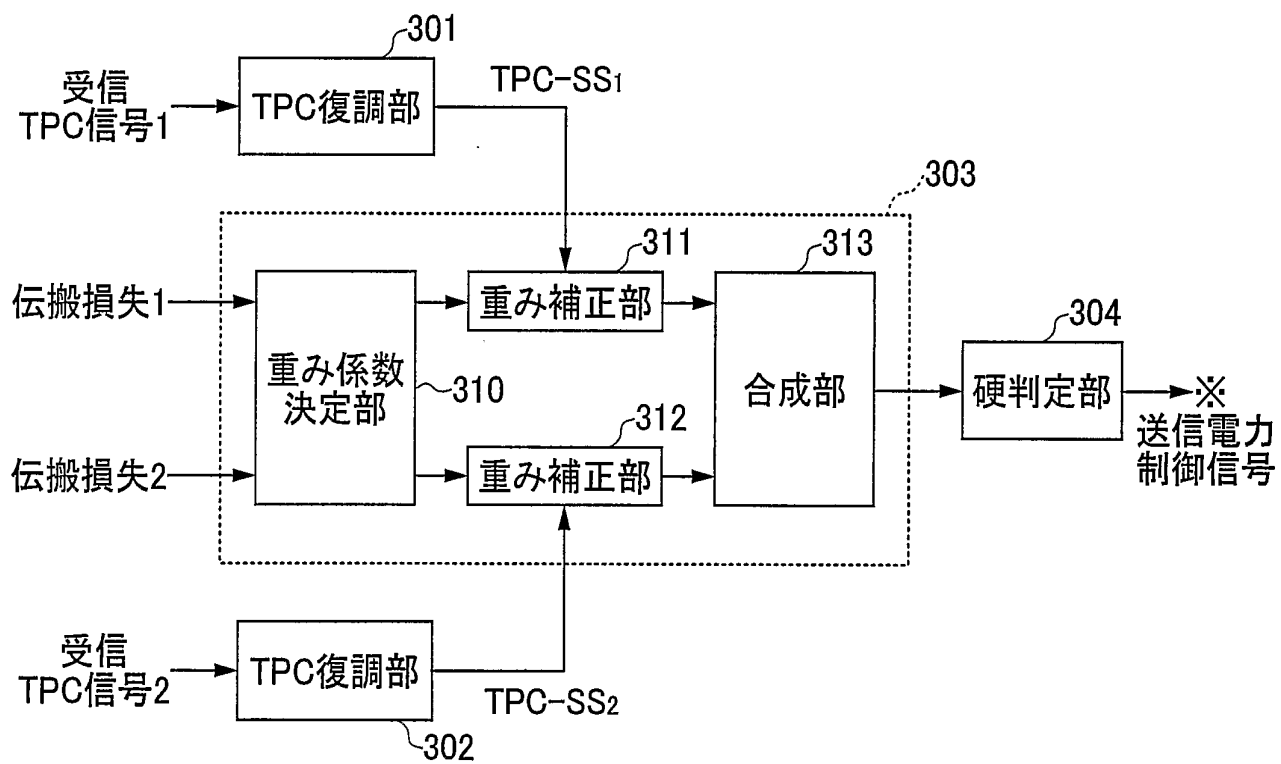 301
受信
TPC信号1
TPC復調部
TPC-SS1
303
311
313
伝搬損失1
重み補正部
304
重み係数
決定部
310
合成部
硬判定部
※
送信電力
制御信号
312
伝搬損失2
重み補正部
受信
TPC信号2
TPC復調部
TPC-SS2
302